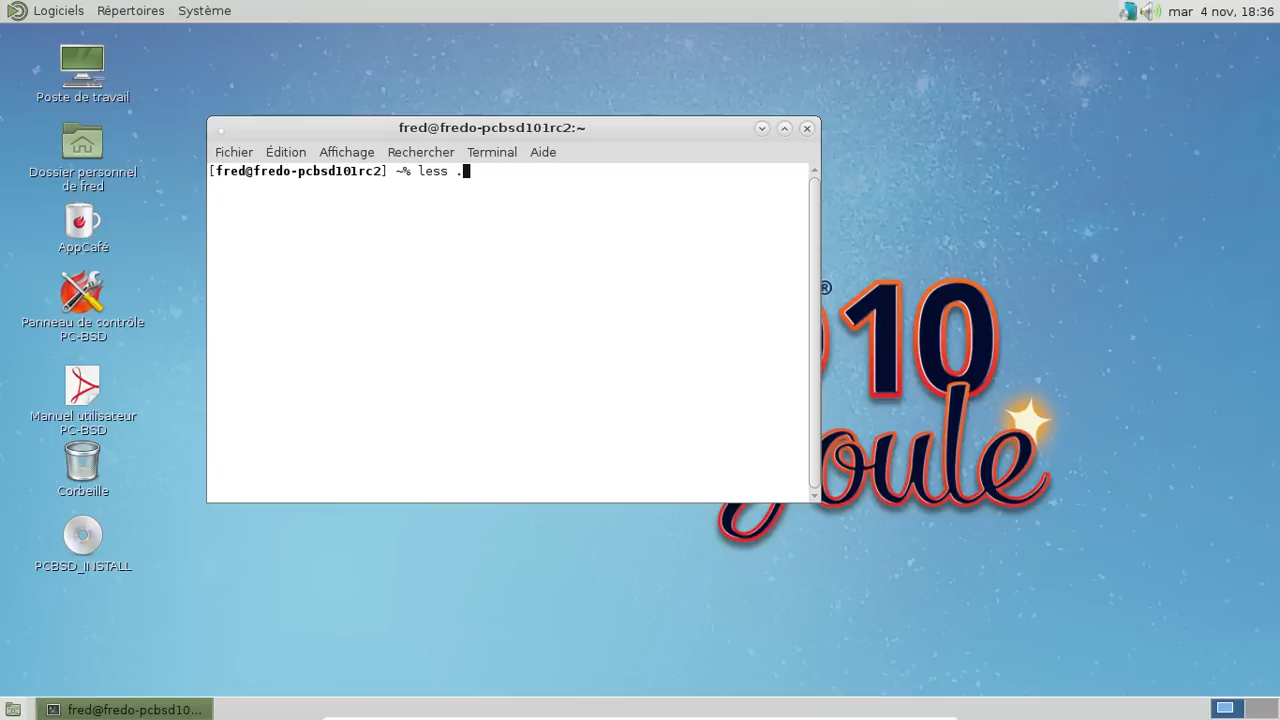 Logiciels Répertoires Système
mar 4 nov, 18:36
Poste de travail
Dossier personnel
de fred
AppCafé
Panneau de contrôle
PC-BSD
Manuel utilisateur
PC-BSD
Corbeille
PCBSD_INSTALL
fred@fredo-pcbsd101rc2:~
Fichier Édition Affichage Rechercher Terminal Aide
[fred@fredo-pcbsd101rc2] ~% less .
®
10
Joule
fred@fredo-pcbsd10...